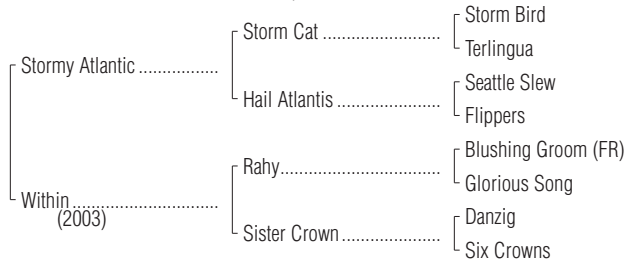 Storm Bird
Storm Cat ........................
Terlingua
Stormy Atlantic ................
Seattle Slew
Hail Atlantis .....................
Flippers
Blushing Groom (FR)
Rahy................................
Glorious Song
Within .............................
(2003)
Danzig
Sister Crown ....................
Six Crowns